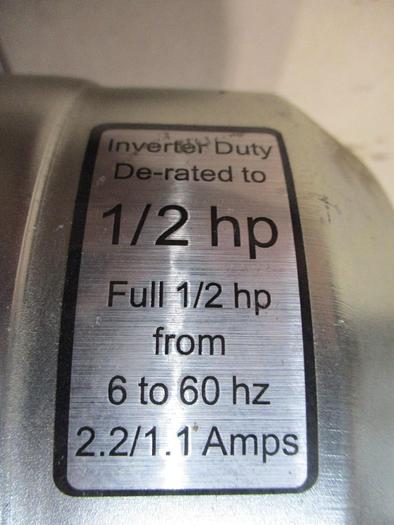 Inverter Duty
De-rated to
1/2 hp
Full 1/2 hp
from
6 to 60 hz
2.2/1.1 Amps